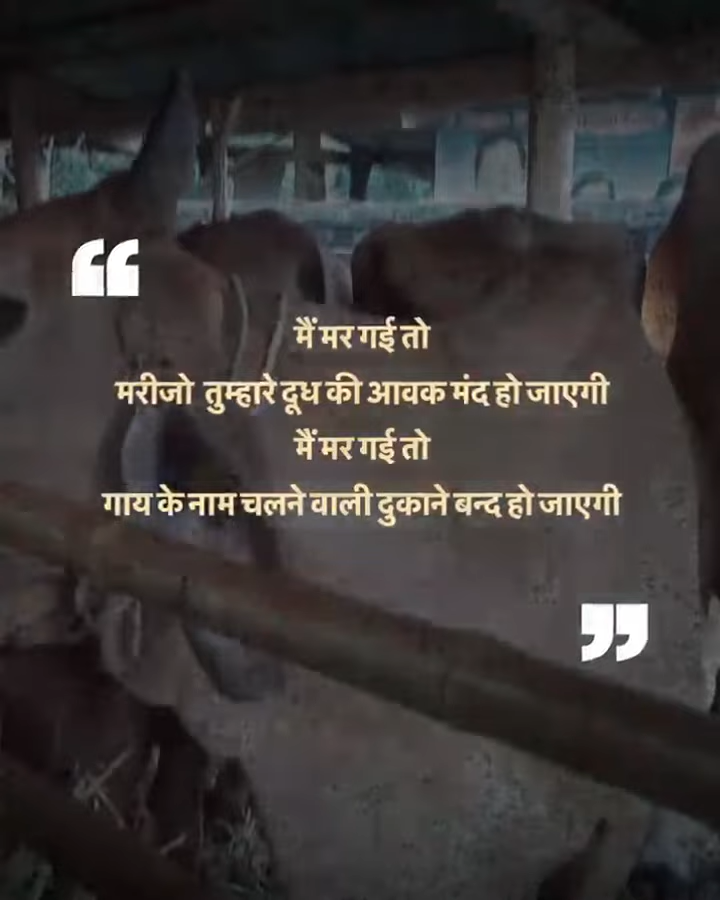 “
मैं मर गई तो
मरीजो तुम्हारे दूध की आवक मंद हो जाएगी
मैं मर गई तो
गाय के नाम चलने वाली दुकाने बन्द हो जाएगी
”